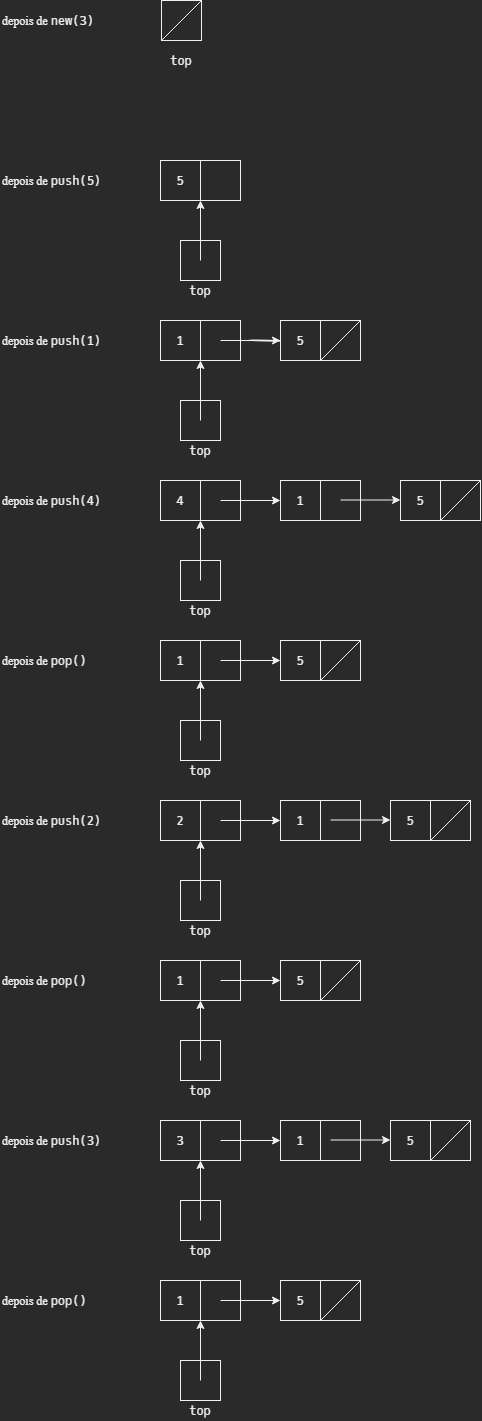 depois de new(3)
top
depois de push(5) 5
top
depois de push(1) 1 5
top
depois de push(4) 4 1 5
top
depois de pop() 1 5
top
depois de push(2) 2 1 5
top
depois de pop() 1 5
top
depois de push(3) 3 1 5
top
depois de pop() 1 5
top